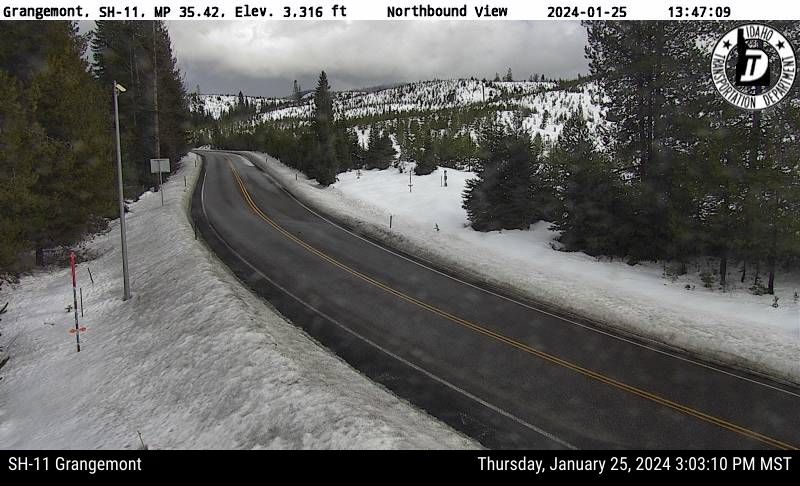 Grangemont, SH-11, MP 35.42, Elev. 3,316 ft Northbound View 2024-01-25 13:47:09
IDAHO
TRANSPORTATION DEPARTMENT
SH-11 Grangemont Thursday, January 25, 2024 3:03:10 PM MST